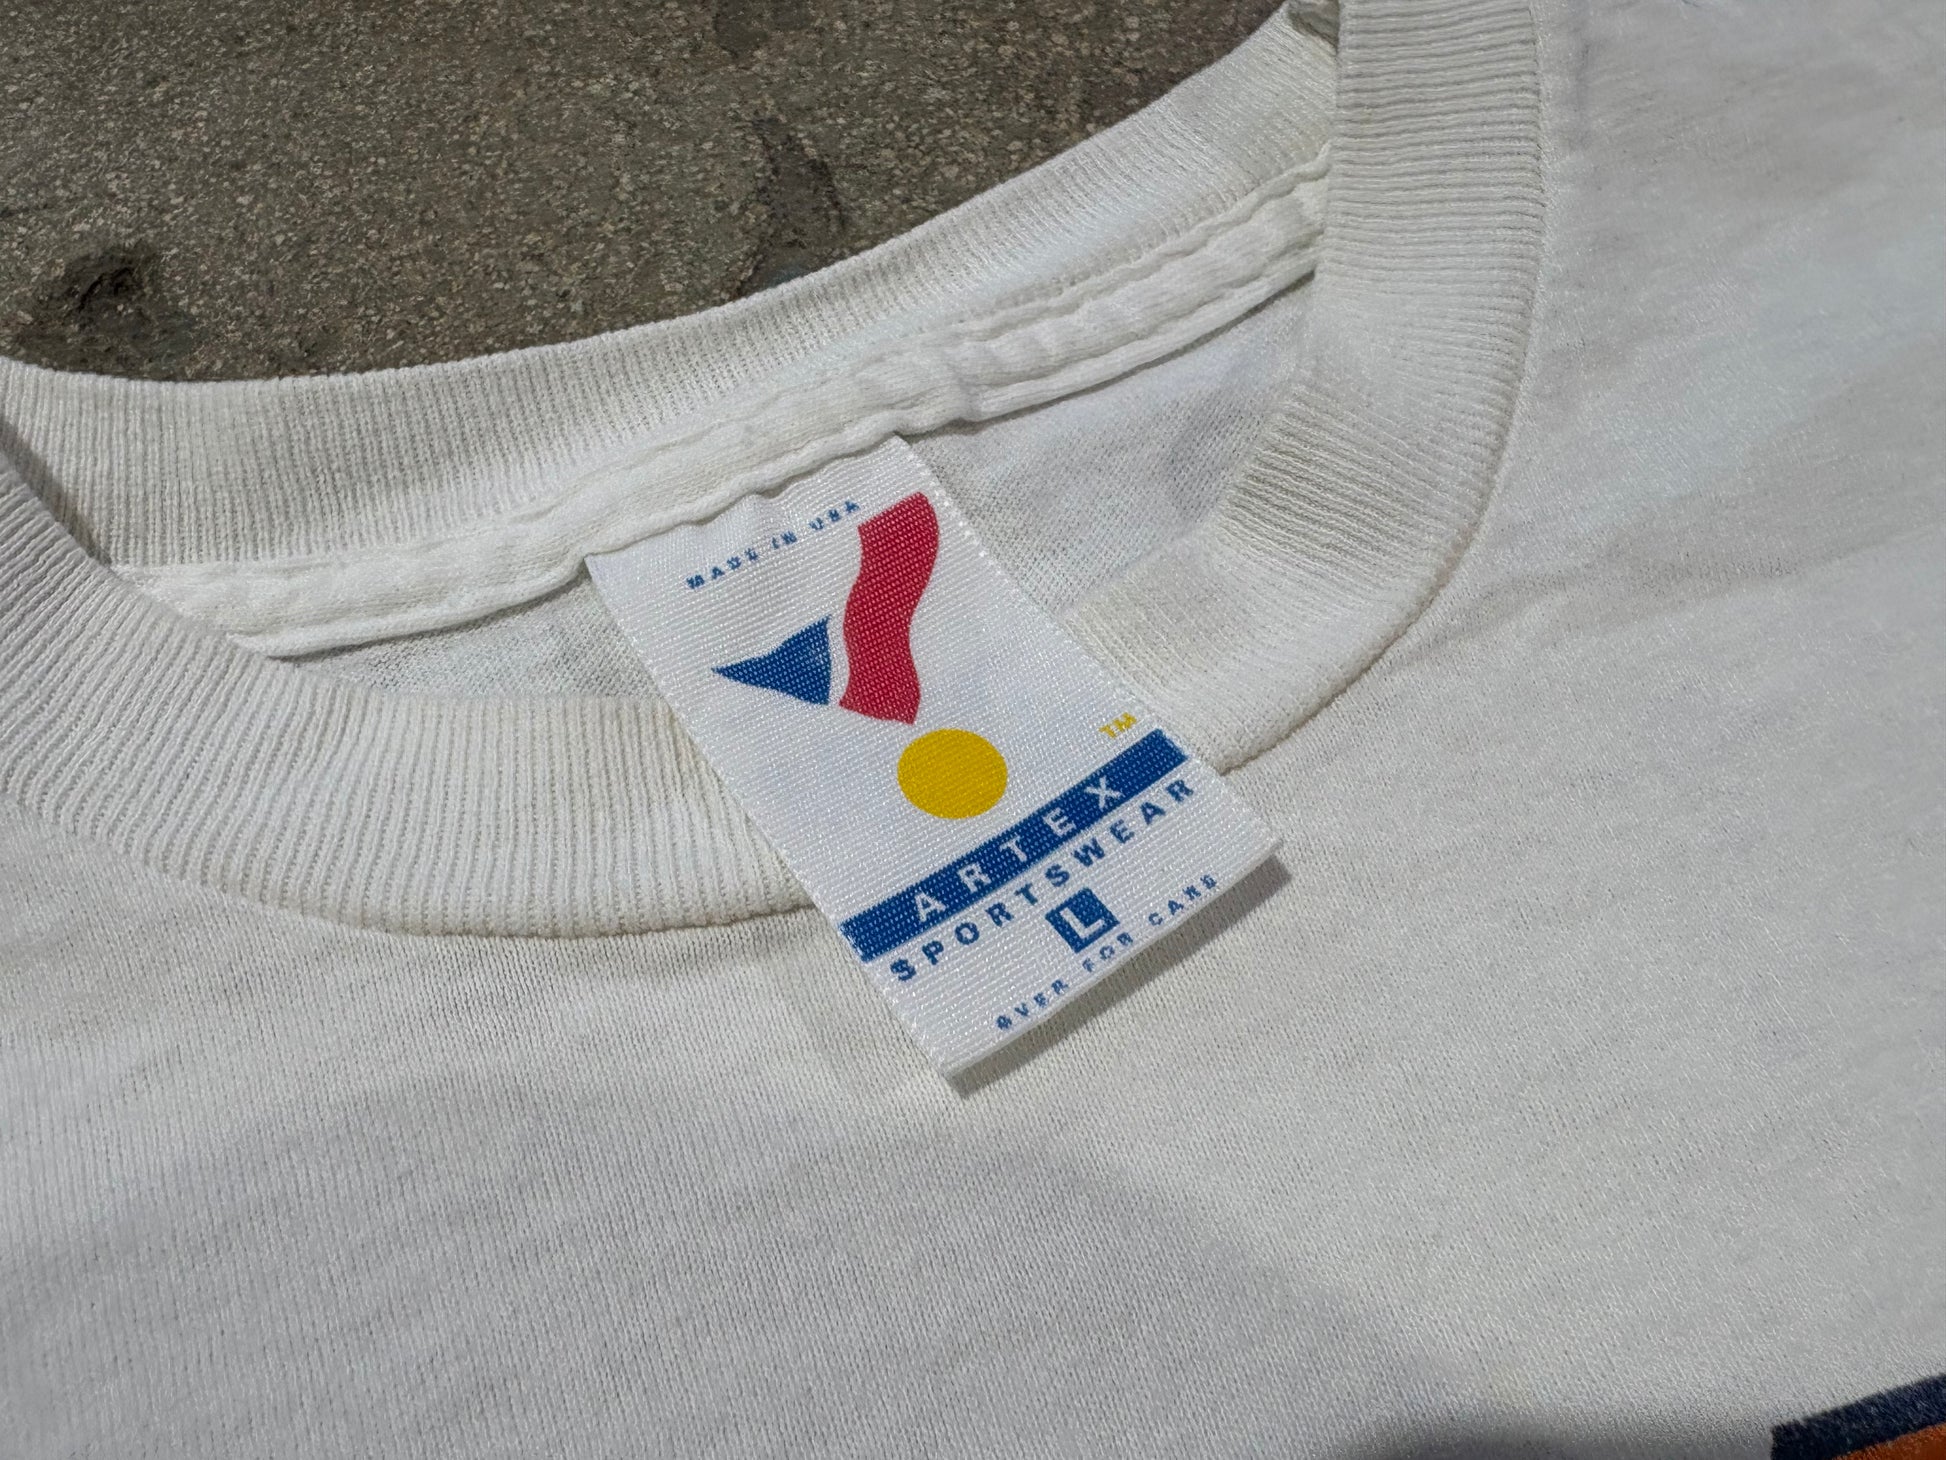 MADE IN USA
TM
ARTEX
SPORTSWEAR
L
OVER FOR CARE